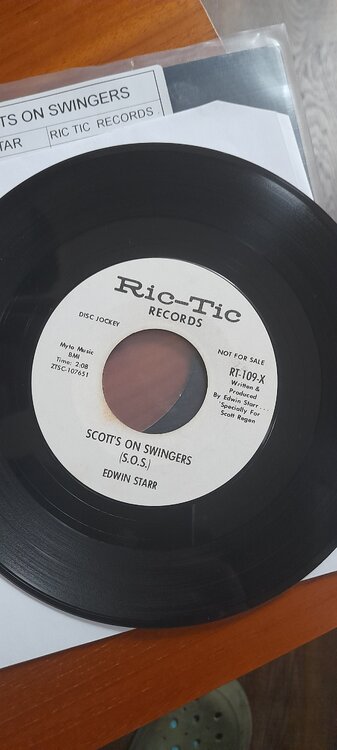 TS ON SWINGERS
TAR RIC TIC RECORDS
Ric-Tic
RECORDS
DISC JOCKEY
NOT FOR SALE
Myto Music
BMI
Time: 2:08
ZTSC-107651
RT-109-X
Written &
Produced
By Edwin Starr ...
'Specially For
Scott Regen
SCOTT'S ON SWINGERS
(S.O.S.)
EDWIN STARR